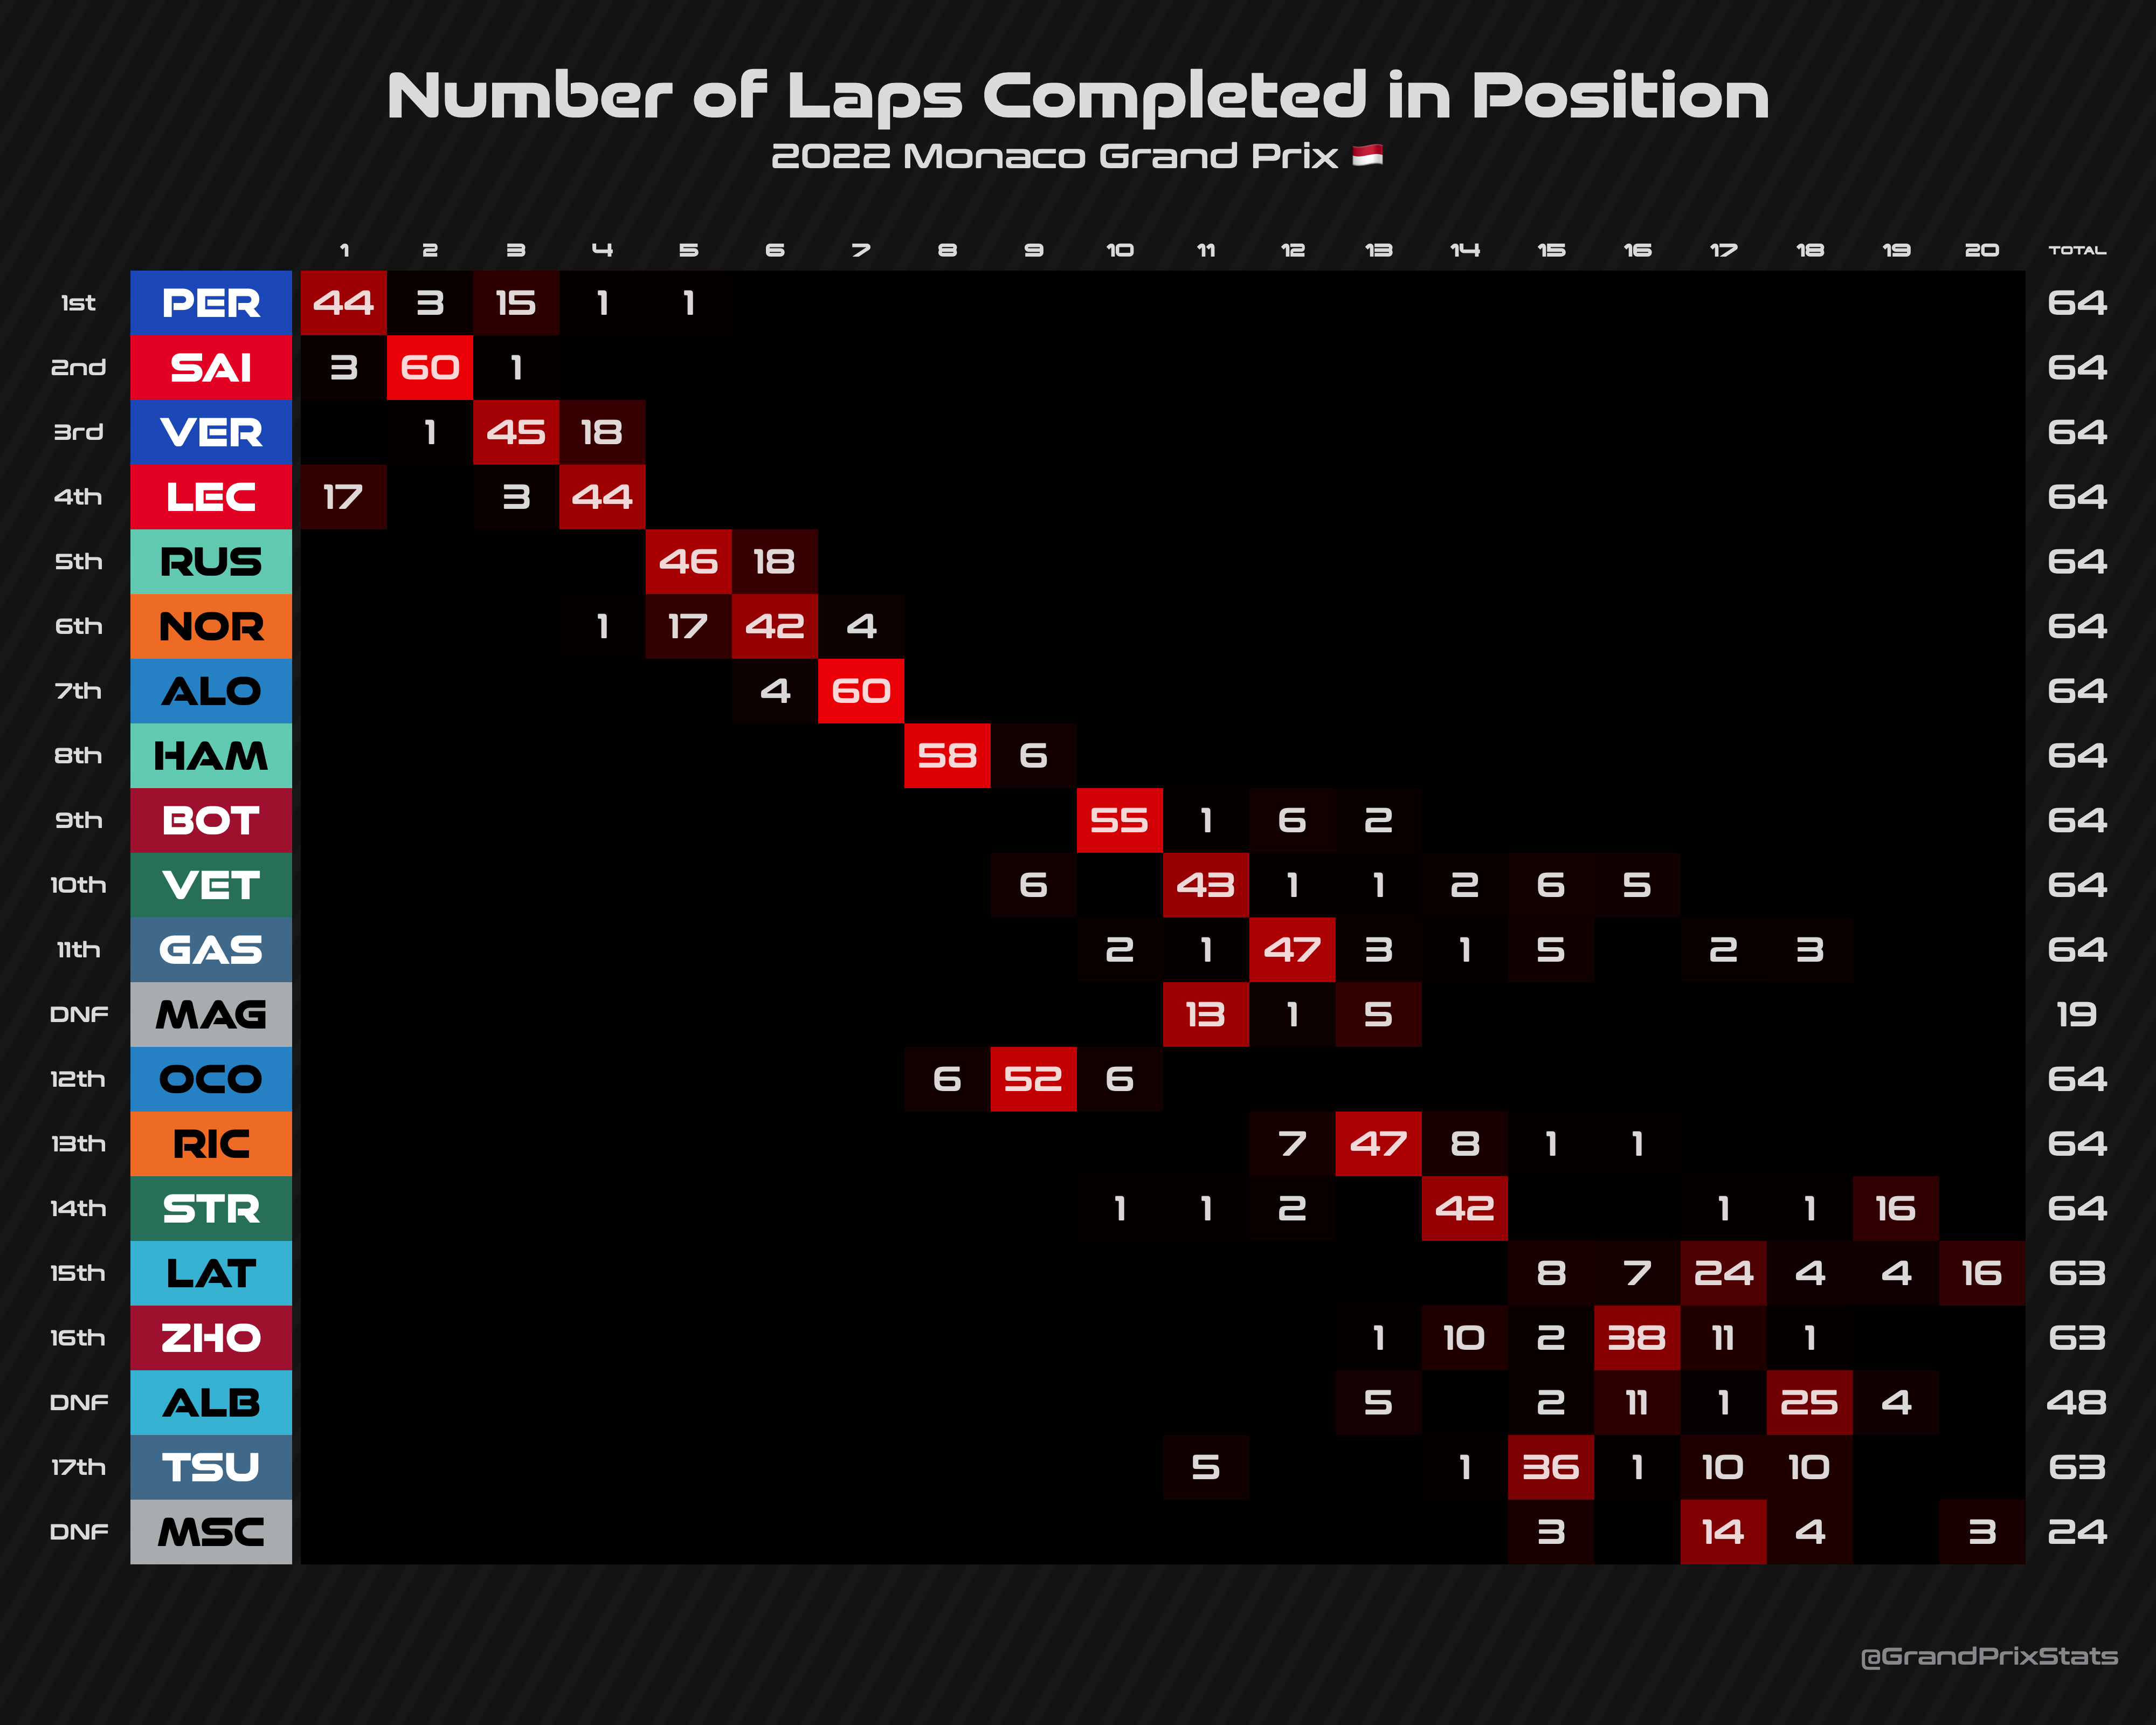 Number of Laps Completed in Position
2022 Monaco Grand Prix
1 2 3 4 5 6 7 8 9 10 11 12 13 14 15 16 17 18 19 20 TOTAL
1st PER 44 3 15 1 1 64
2nd SAI 3 60 1 64
3rd VER 1 45 18 64
4th LEC 17 3 44 64
5th RUS 46 18 64
6th NOR 1 17 42 4 64
7th ALO 4 60 64
8th HAM 58 6 64
9th BOT 55 1 6 2 64
10th VET 6 43 1 1 2 6 5 64
11th GAS 2 1 47 3 1 5 2 3 64
DNF MAG 13 1 5 19
12th OCO 6 52 6 64
13th RIC 7 47 8 1 1 64
14th STR 1 1 2 42 1 1 16 64
15th LAT 8 7 24 4 4 16 63
16th ZHO 1 10 2 38 11 1 63
DNF ALB 5 2 11 1 25 4 48
17th TSU 5 1 36 1 10 10 63
DNF MSC 3 14 4 3 24
@GrandPrixStats